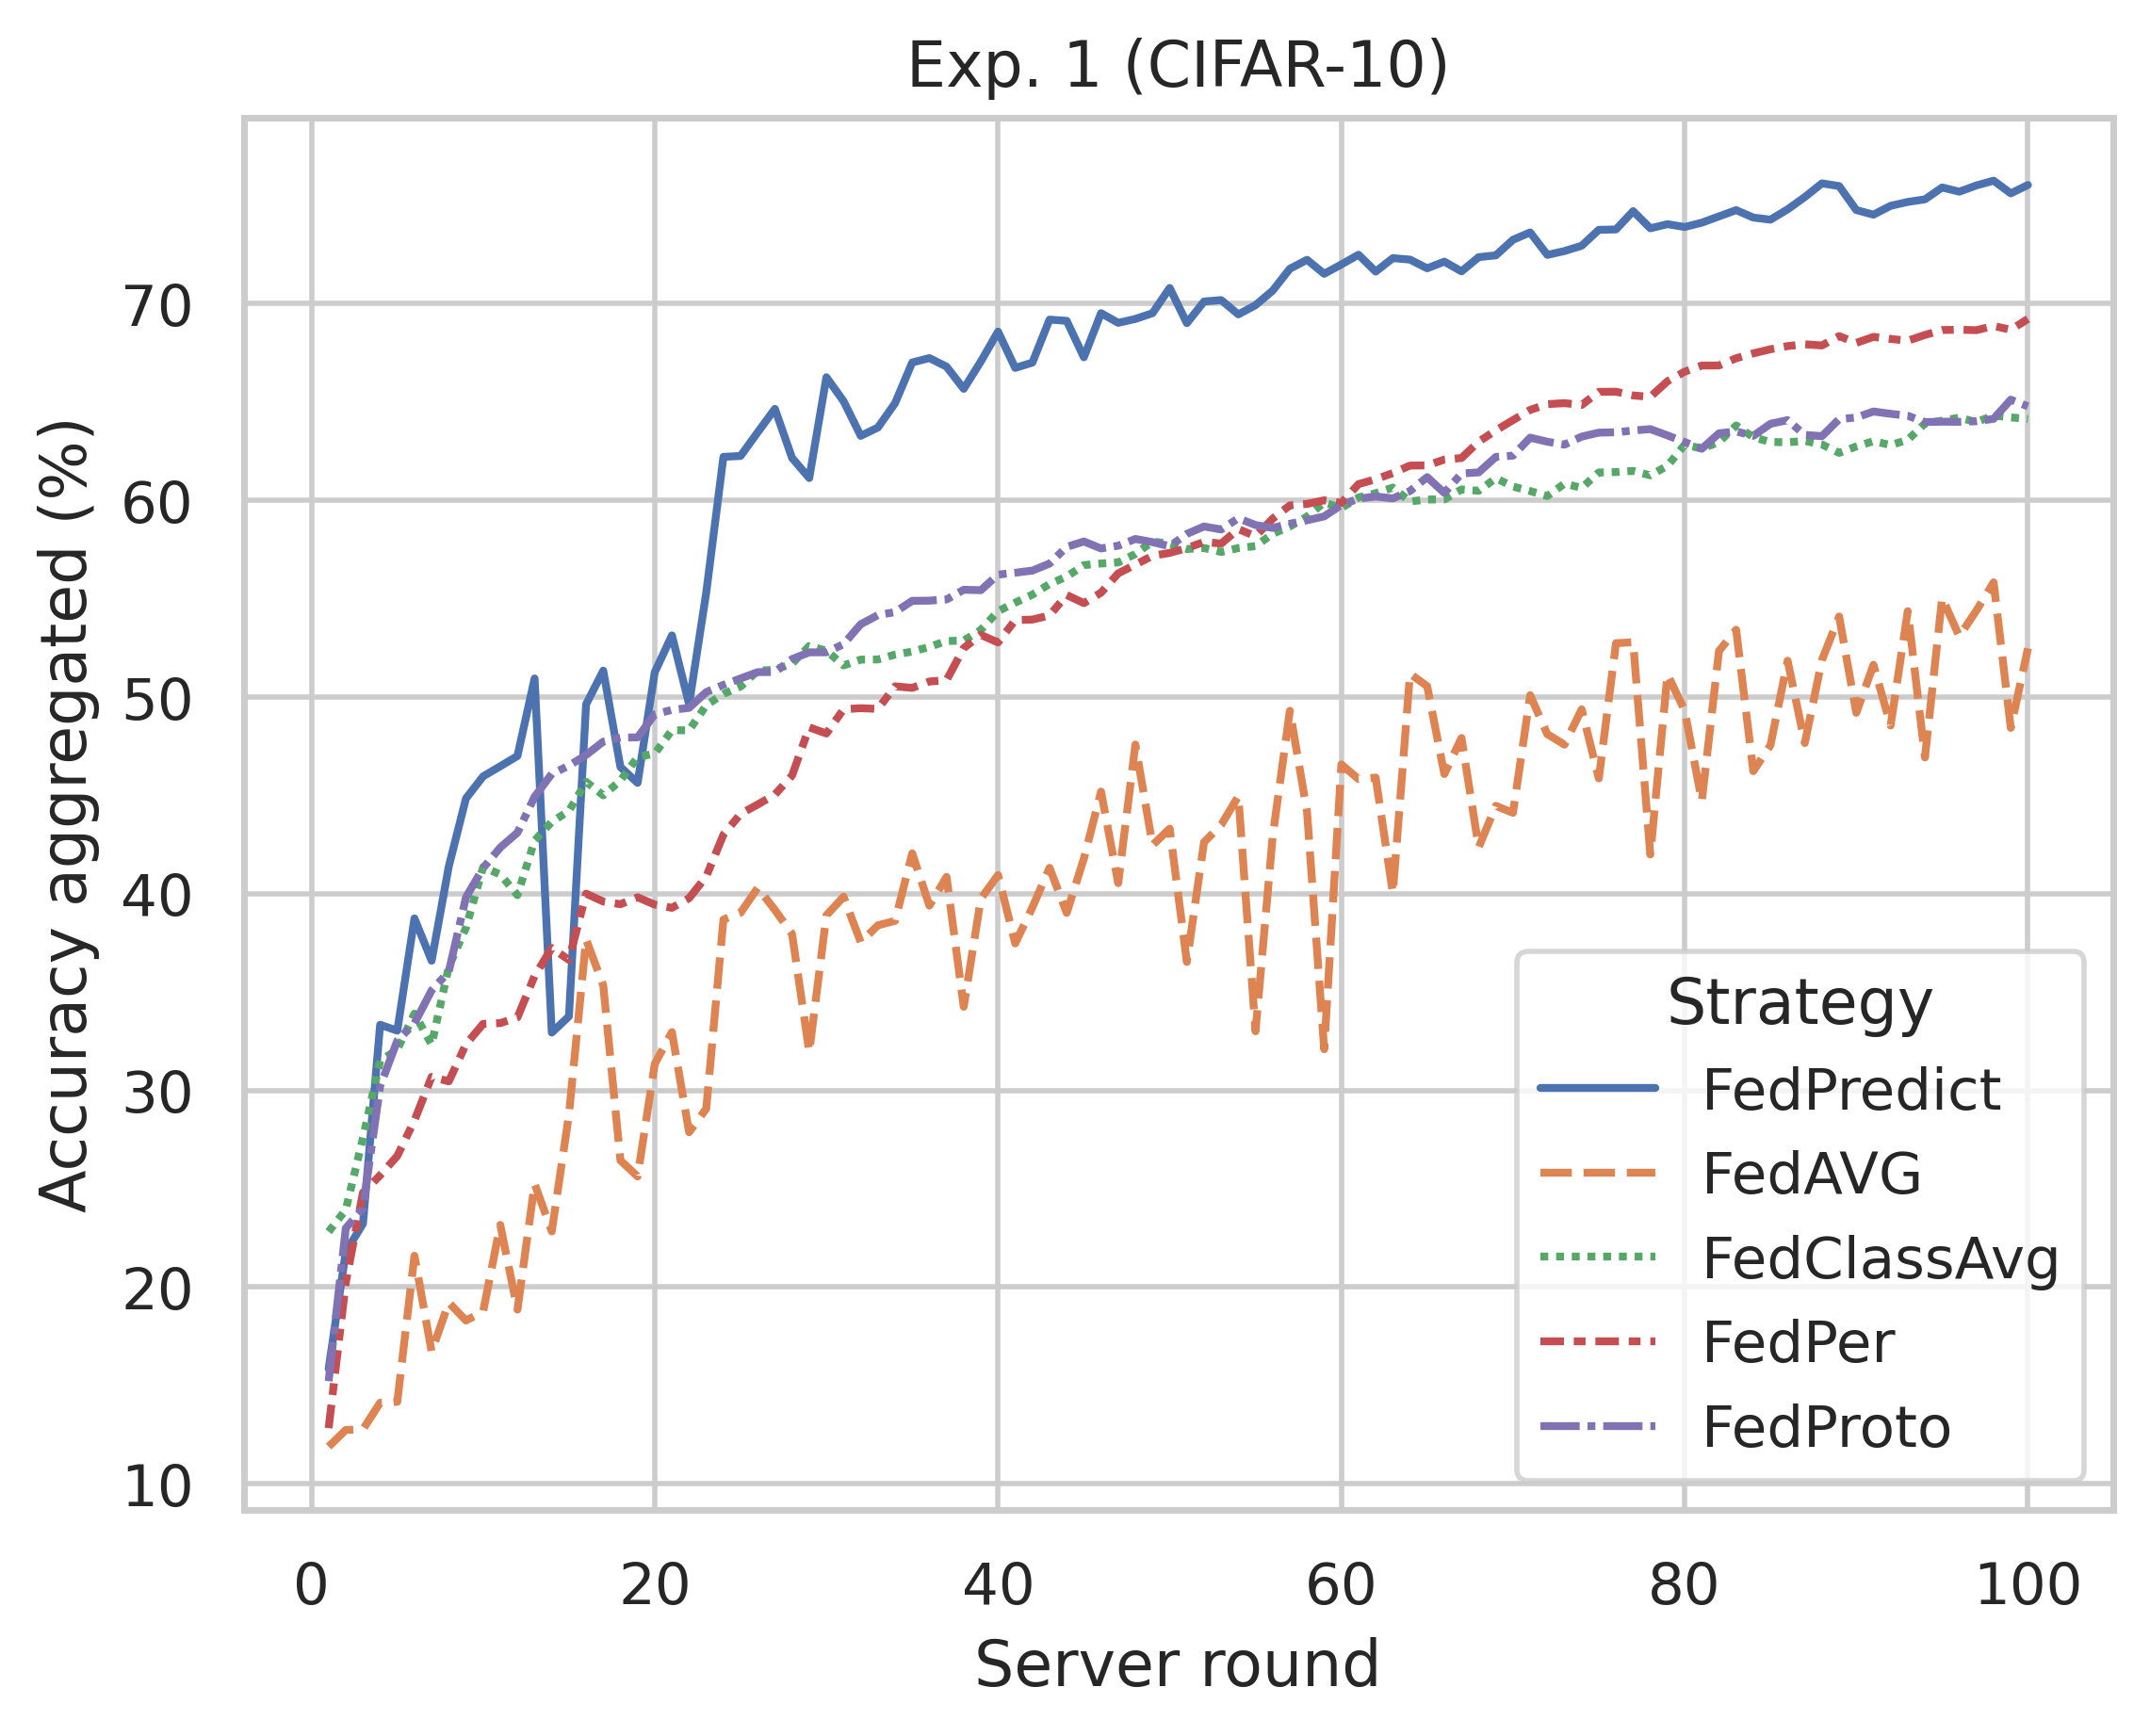 Exp. 1 (CIFAR-10)
Accuracy aggregated (%)
70
60
50
40
30
20
10
0 20 40 60 80 100
Server round
Strategy
FedPredict
FedAVG
FedClassAvg
FedPer
FedProto